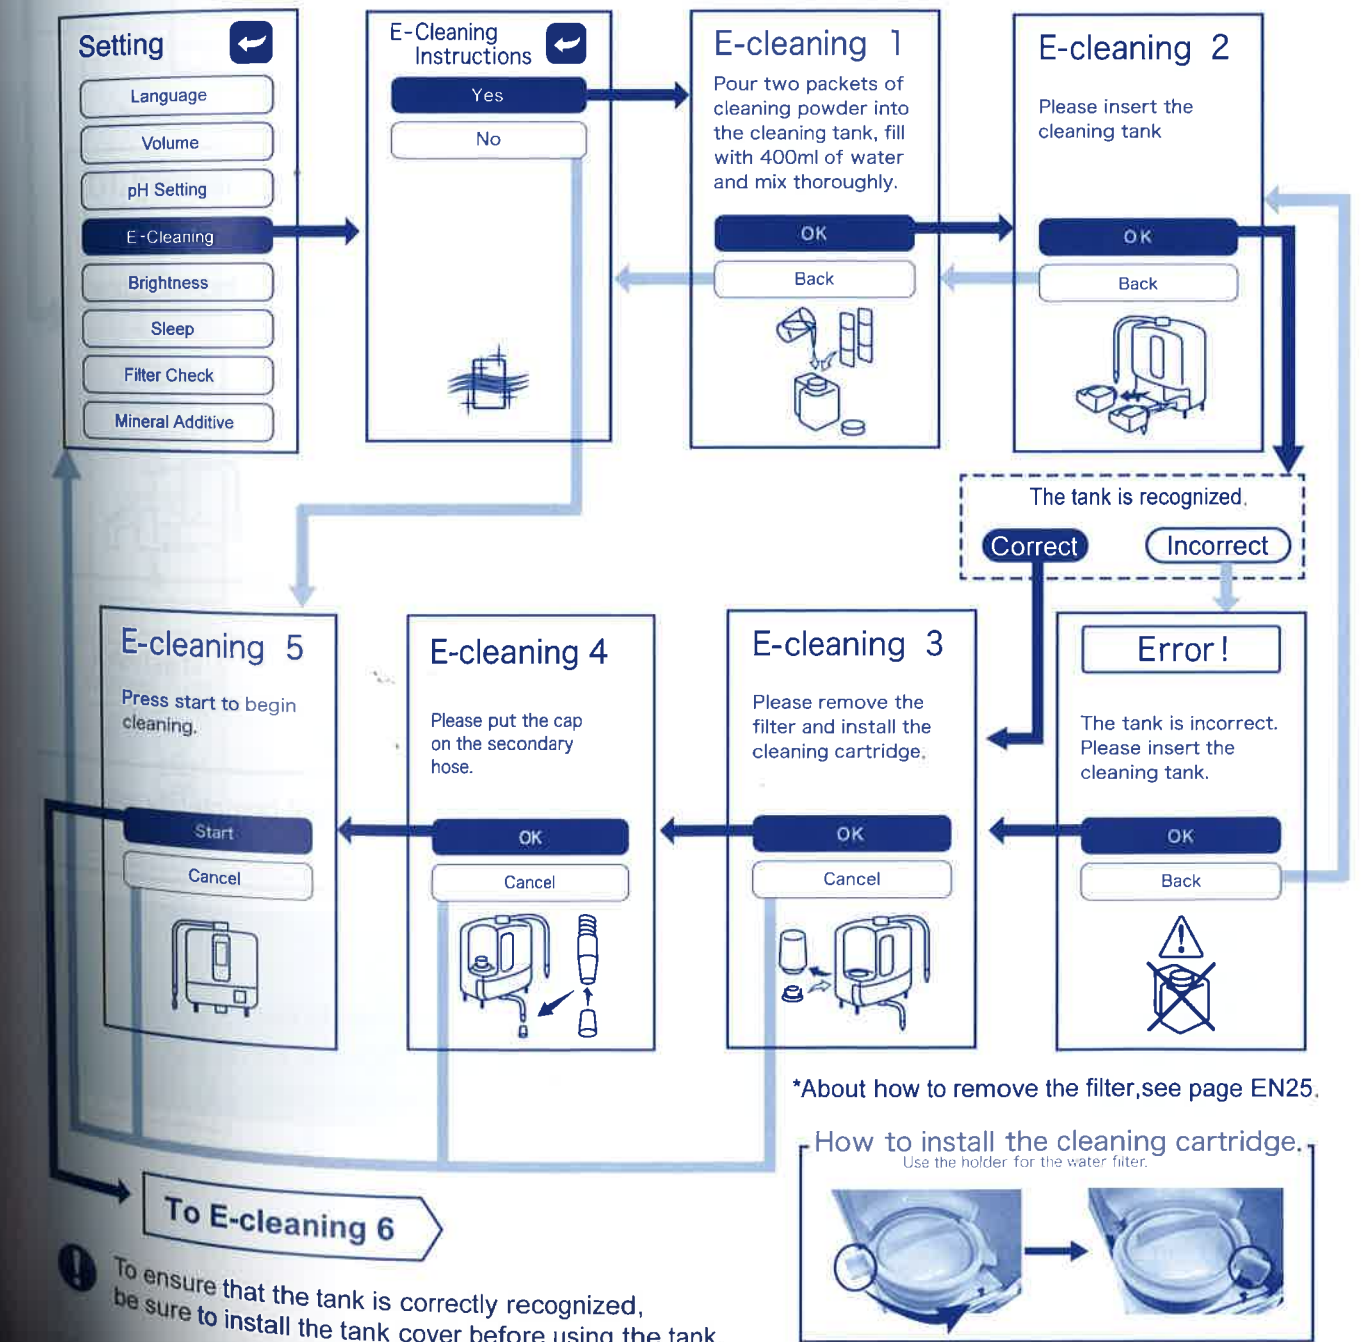 Setting
Language
Volume
pH Setting
E-Cleaning
Brightness
Sleep
Filter Check
Mineral Additive
E-Cleaning
Instructions
Yes
No
E-cleaning 1
Pour two packets of
cleaning powder into
the cleaning tank, fill
with 400ml of water
and mix thoroughly.
OK
Back
E-cleaning 2
Please insert the
cleaning tank
OK
Back
The tank is recognized.
Correct
Incorrect
Error!
The tank is incorrect.
Please insert the
cleaning tank.
OK
Back
E-cleaning 3
Please remove the
filter and install the
cleaning cartridge.
OK
Cancel
E-cleaning 4
Please put the cap
on the secondary
hose.
OK
Cancel
E-cleaning 5
Press start to begin
cleaning.
Start
Cancel
*About how to remove the filter,see page EN25.
How to install the cleaning cartridge.
Use the holder for the water filter.
To E-cleaning 6
To ensure that the tank is correctly recognized,
be sure to install the tank cover before using the tank